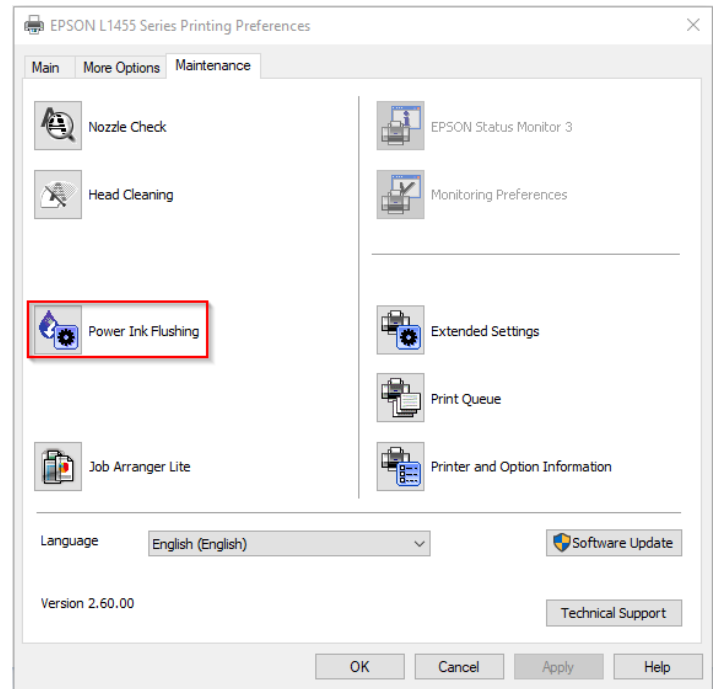 EPSON L1455 Series Printing Preferences
Main More Options Maintenance
Nozzle Check
EPSON Status Monitor 3
Head Cleaning
Monitoring Preferences
Power Ink Flushing
Extended Settings
Print Queue
Job Arranger Lite
Printer and Option Information
Language English (English) Software Update
Version 2.60.00
Technical Support
OK Cancel Apply Help